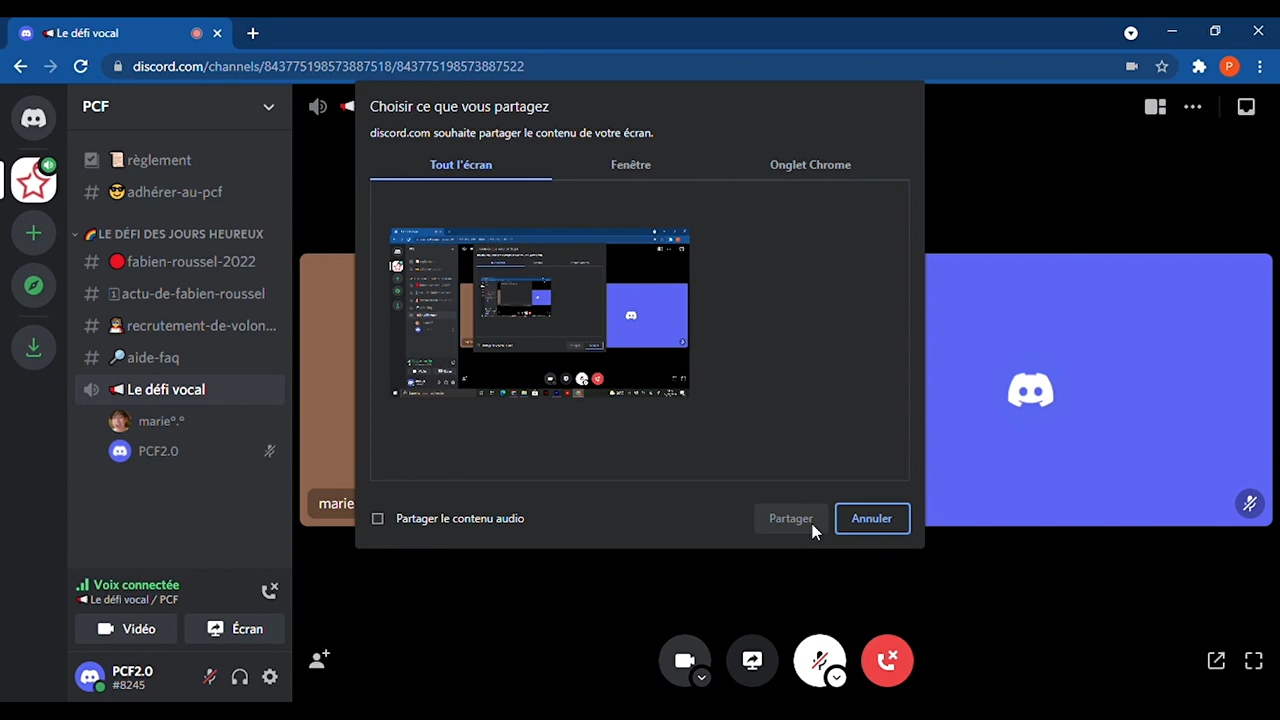 Le défi vocal
discord.com/channels/843775198573887518/843775198573887522
P
PCF
règlement
adhérer-au-pcf
LE DÉFI DES JOURS HEUREUX
fabien-roussel-2022
actu-de-fabien-roussel
recrutement-de-volon...
aide-faq
Le défi vocal
marie°.°
PCF2.0
Voix connectée
Le défi vocal / PCF
Vidéo
Écran
PCF2.0
#8245
Choisir ce que vous partagez
discord.com souhaite partager le contenu de votre écran.
Tout l'écran
Fenêtre
Onglet Chrome
Partager le contenu audio
Partager
Annuler
marie